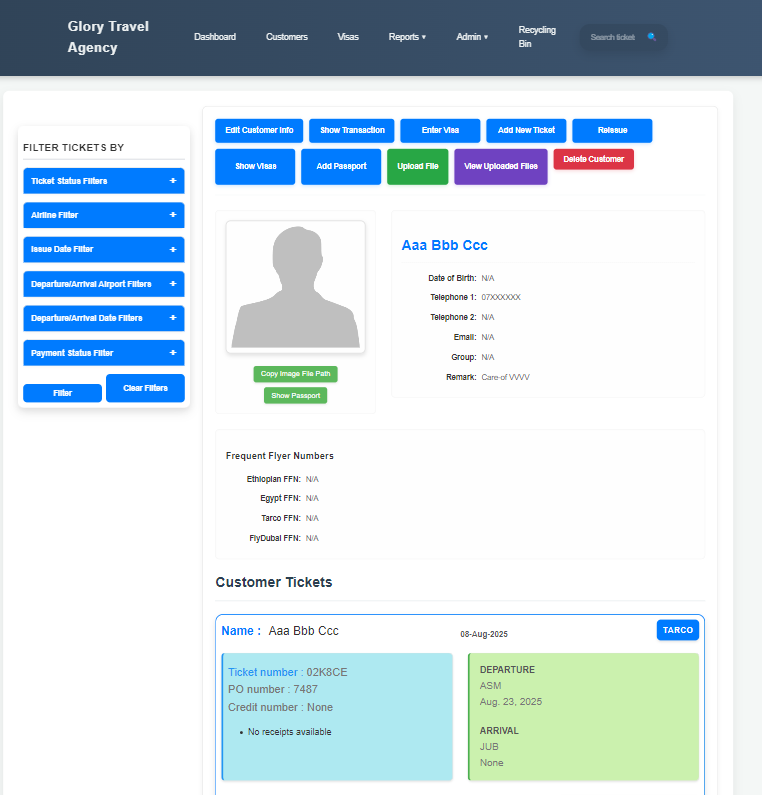 Glory Travel
Agency
Dashboard
Customers
Visas
Reports ▾
Admin ▾
Recycling
Bin
Search ticket
FILTER TICKETS BY
Ticket Status Filters +
Airline Filter +
Issue Date Filter +
Departure/Arrival Airport Filters +
Departure/Arrival Date Filters +
Payment Status Filter +
Filter
Clear Filters
Edit Customer Info
Show Transaction
Enter Visa
Add New Ticket
Reissue
Show Visas
Add Passport
Upload File
View Uploaded Files
Delete Customer
Copy Image File Path
Show Passport
Aaa Bbb Ccc
Date of Birth: N/A
Telephone 1: 07XXXXXX
Telephone 2: N/A
Email: N/A
Group: N/A
Remark: Care-of VVVV
Frequent Flyer Numbers
Ethiopian FFN: N/A
Egypt FFN: N/A
Tarco FFN: N/A
FlyDubai FFN: N/A
Customer Tickets
Name : Aaa Bbb Ccc
08-Aug-2025
TARCO
Ticket number : 02K8CE
PO number : 7487
Credit number : None
• No receipts available
DEPARTURE
ASM
Aug. 23, 2025
ARRIVAL
JUB
None